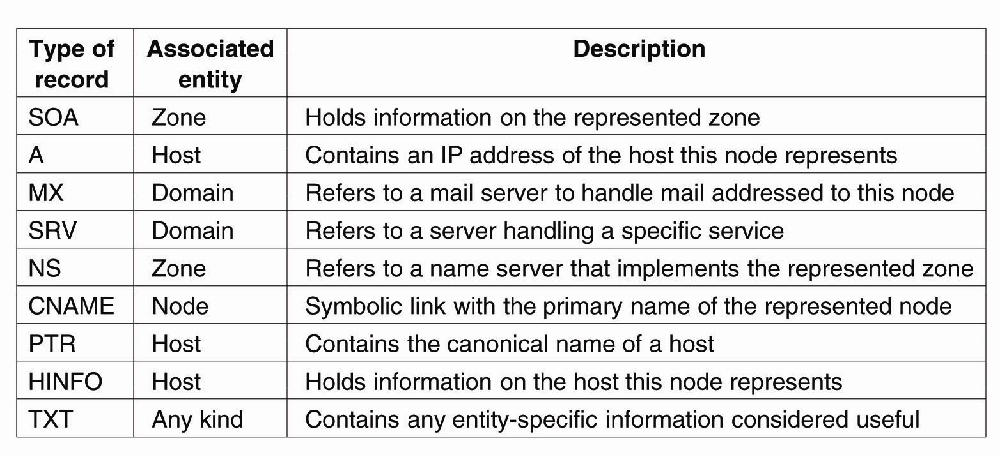 Type of record Associated entity Description
SOA Zone Holds information on the represented zone
A Host Contains an IP address of the host this node represents
MX Domain Refers to a mail server to handle mail addressed to this node
SRV Domain Refers to a server handling a specific service
NS Zone Refers to a name server that implements the represented zone
CNAME Node Symbolic link with the primary name of the represented node
PTR Host Contains the canonical name of a host
HINFO Host Holds information on the host this node represents
TXT Any kind Contains any entity-specific information considered useful